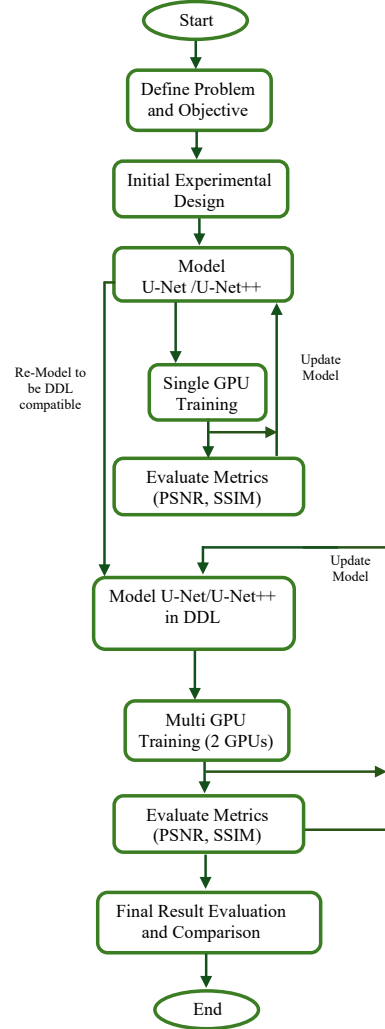 Start
Define Problem
and Objective
Initial Experimental
Design
Model
U-Net /U-Net++
Re-Model to
be DDL
compatible
Update
Model
Single GPU
Training
Evaluate Metrics
(PSNR, SSIM)
Update
Model
Model U-Net/U-Net++
in DDL
Multi GPU
Training (2 GPUs)
Evaluate Metrics
(PSNR, SSIM)
Final Result Evaluation
and Comparison
End